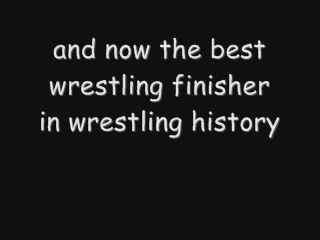 and now the best
wrestling finisher
in wrestling history